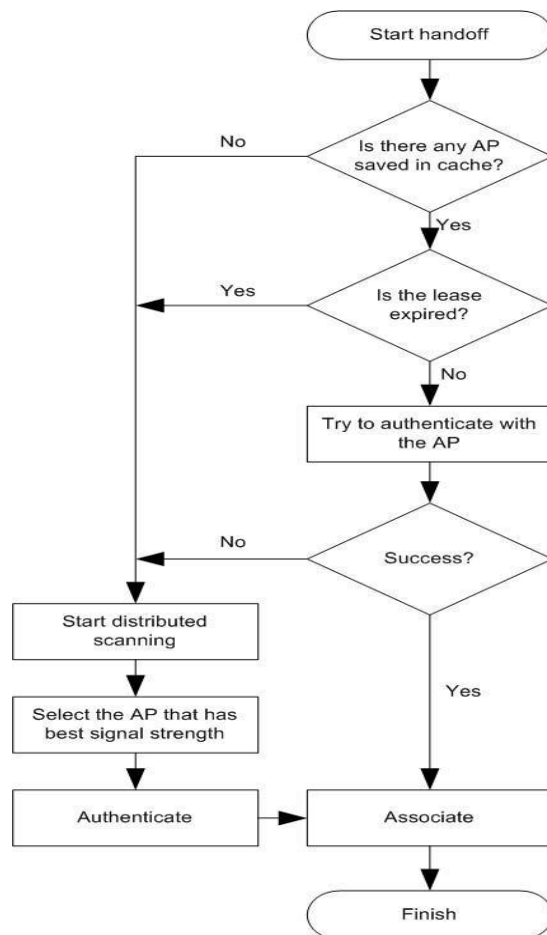 Start handoff
No
Is there any AP
saved in cache?
Yes
Yes
Is the lease
expired?
No
Try to authenticate with
the AP
No
Success?
Start distributed
scanning
Yes
Select the AP that has
best signal strength
Authenticate
Associate
Finish